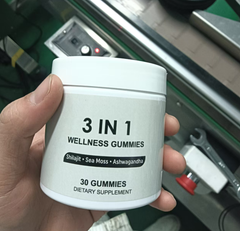 3 IN 1
WELLNESS GUMMIES
Shilajit • Sea Moss • Ashwagandha
30 GUMMIES
DIETARY SUPPLEMENT